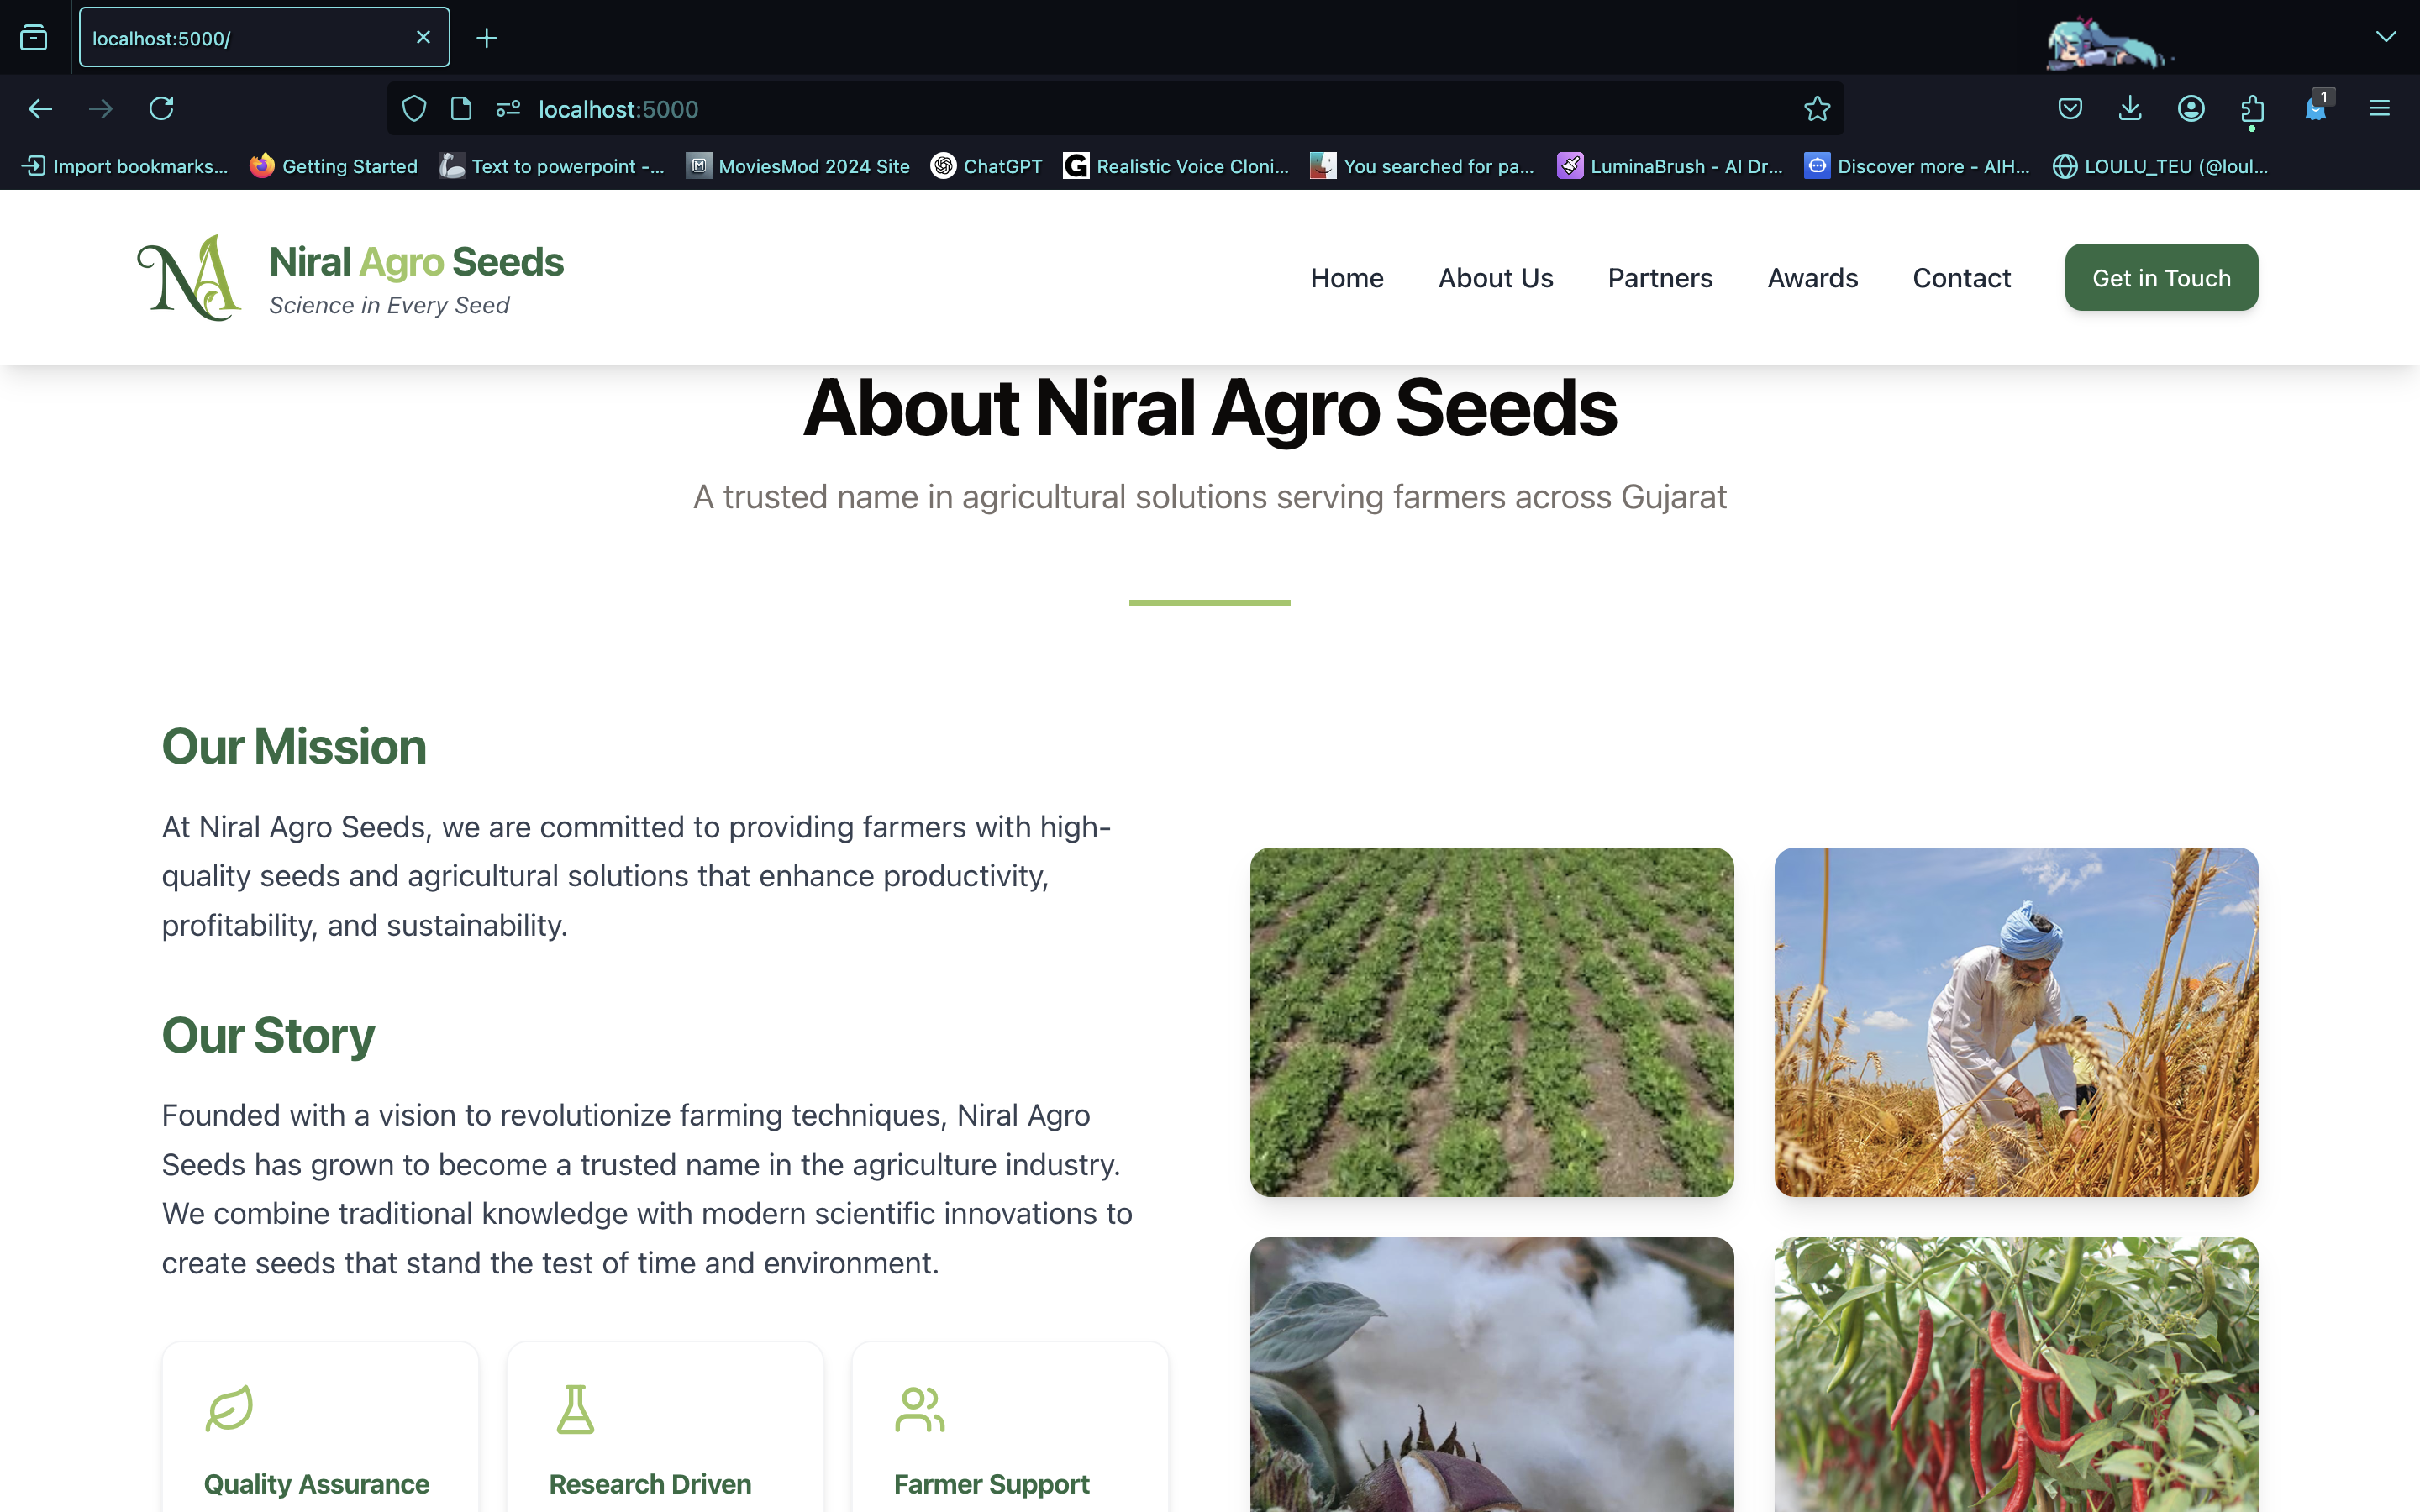 localhost:5000/
localhost:5000
1
Import bookmarks...
Getting Started
Text to powerpoint -...
MoviesMod 2024 Site
ChatGPT
Realistic Voice Cloni...
You searched for pa...
LuminaBrush - AI Dr...
Discover more - AIH...
LOULU_TEU (@loul...
Niral Agro Seeds
Science in Every Seed
Home
About Us
Partners
Awards
Contact
Get in Touch
About Niral Agro Seeds
A trusted name in agricultural solutions serving farmers across Gujarat
Our Mission
At Niral Agro Seeds, we are committed to providing farmers with high-
quality seeds and agricultural solutions that enhance productivity,
profitability, and sustainability.
Our Story
Founded with a vision to revolutionize farming techniques, Niral Agro
Seeds has grown to become a trusted name in the agriculture industry.
We combine traditional knowledge with modern scientific innovations to
create seeds that stand the test of time and environment.
Quality Assurance
Research Driven
Farmer Support